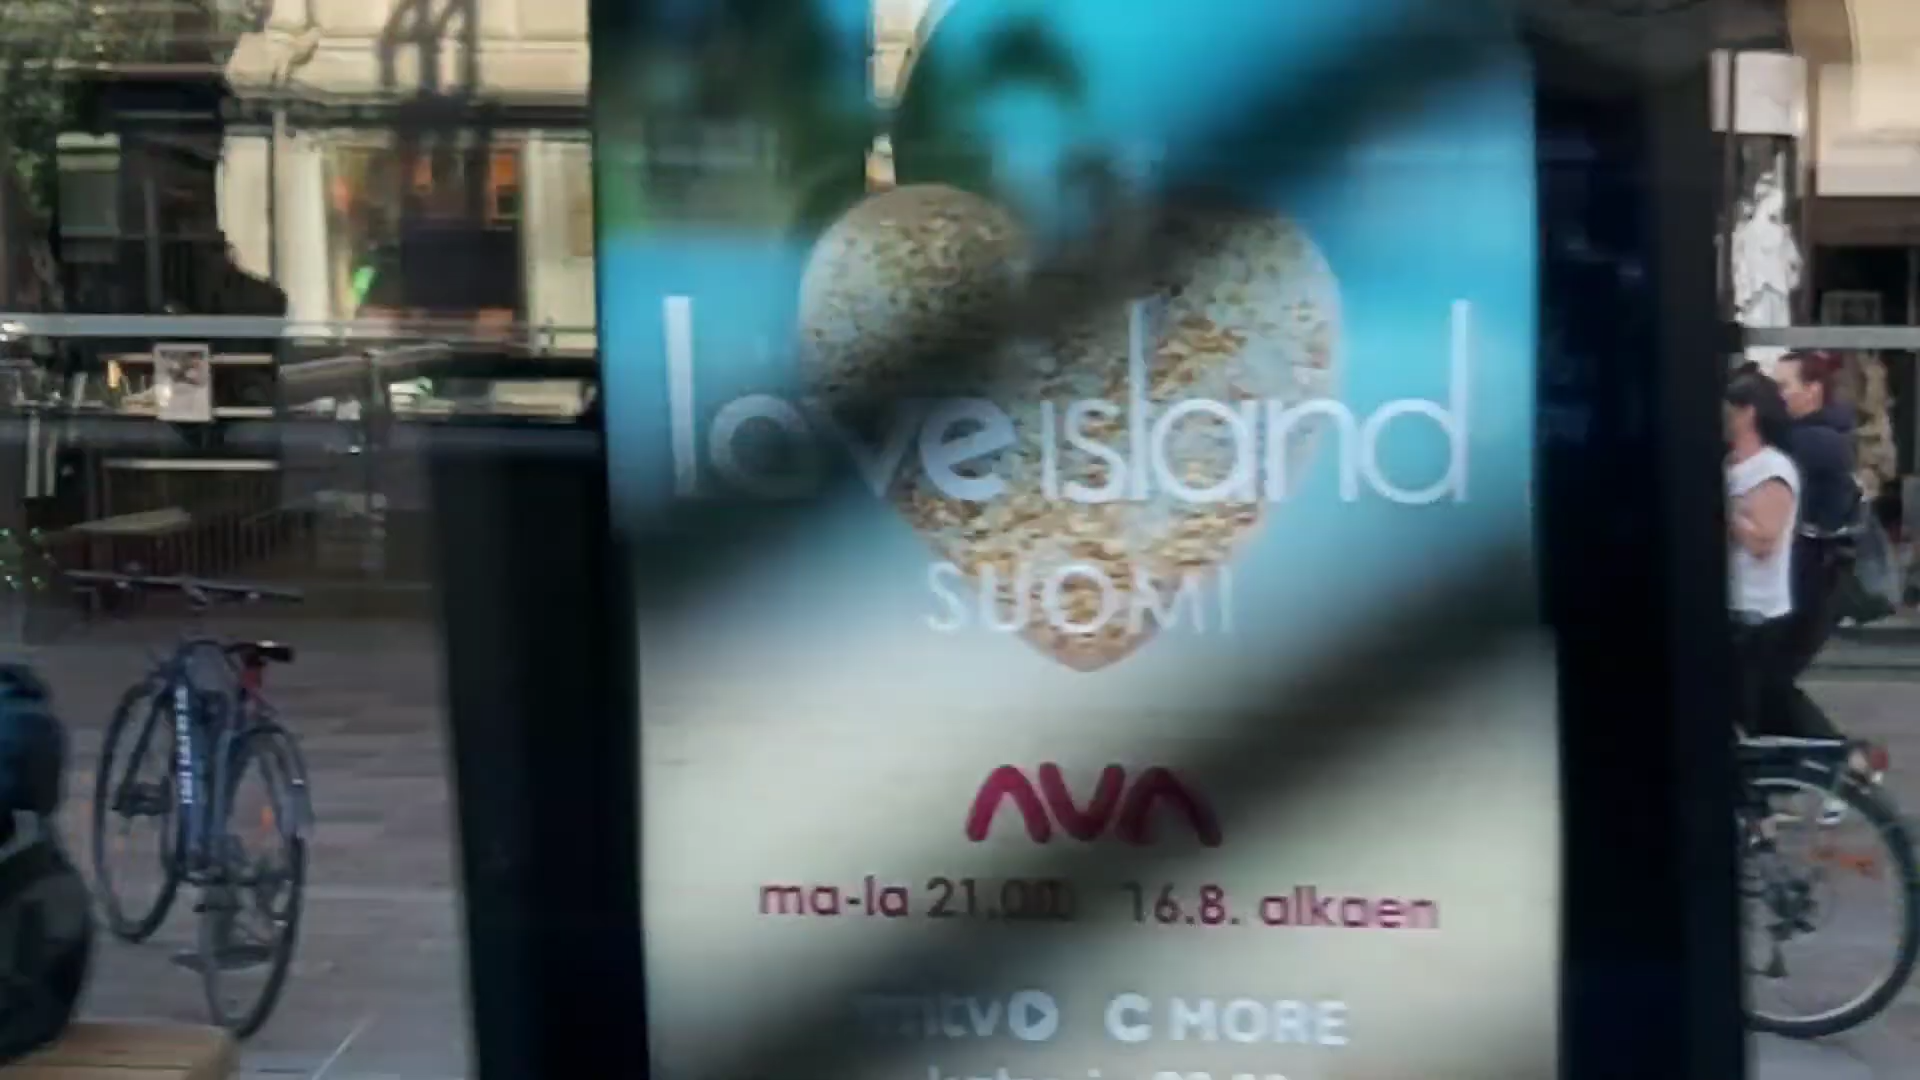 love island
SUOMI
AVA
ma-la 21.00 16.8. alkaen
mtv C MORE